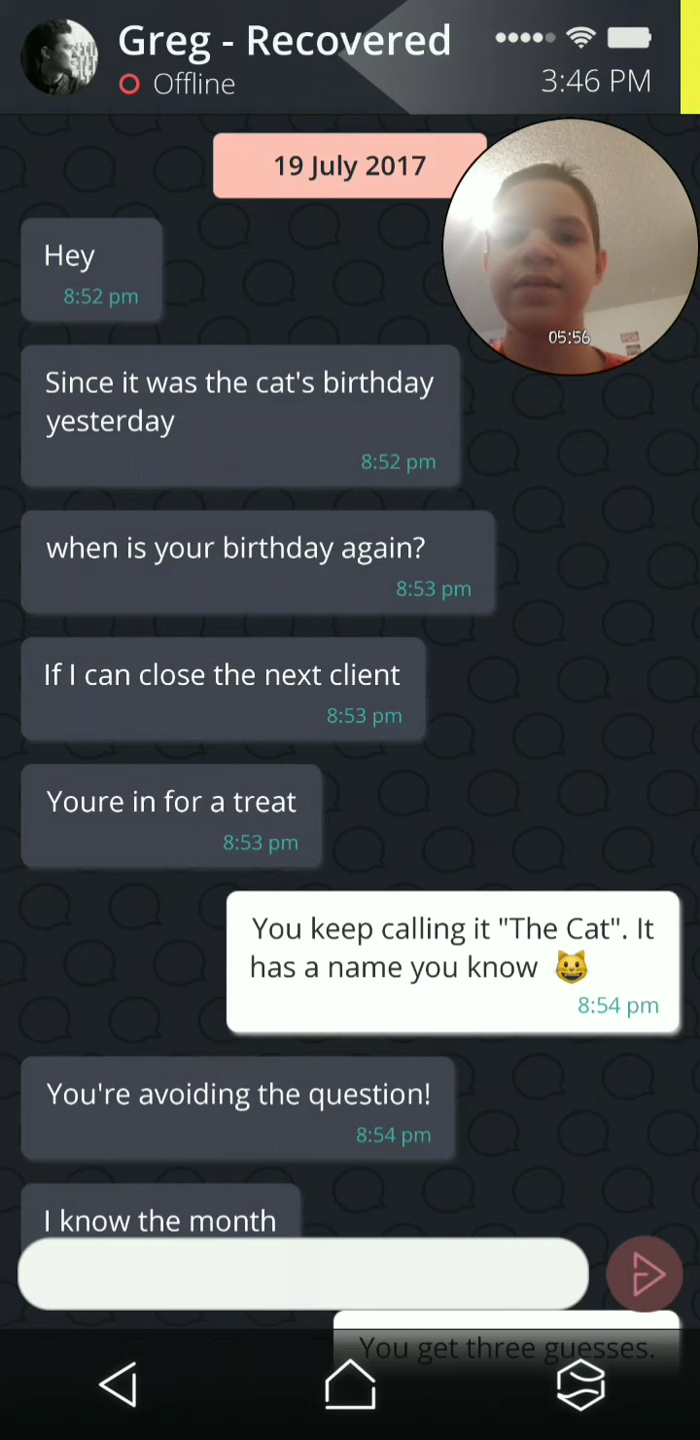 Greg - Recovered
Offline
3:46 PM
19 July 2017
05:56
Hey
8:52 pm
Since it was the cat's birthday
yesterday
8:52 pm
when is your birthday again?
8:53 pm
If I can close the next client
8:53 pm
Youre in for a treat
8:53 pm
You keep calling it "The Cat". It
has a name you know 😺
8:54 pm
You're avoiding the question!
8:54 pm
I know the month
You get three guesses.